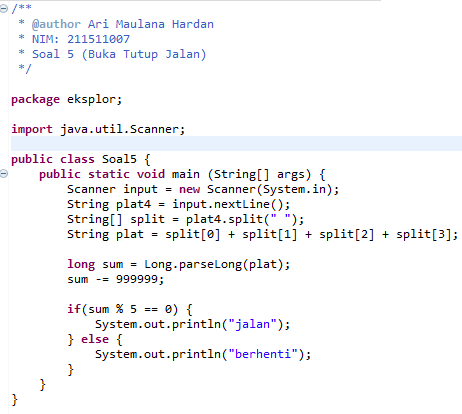 /**
 * @author Ari Maulana Hardan
 * NIM: 211511007
 * Soal 5 (Buka Tutup Jalan)
 */
package eksplor;
import java.util.Scanner;
public class Soal5 {
    public static void main (String[] args) {
        Scanner input = new Scanner(System.in);
        String plat4 = input.nextLine();
        String[] split = plat4.split(" ");
        String plat = split[0] + split[1] + split[2] + split[3];
        long sum = Long.parseLong(plat);
        sum -= 999999;
        if(sum % 5 == 0) {
            System.out.println("jalan");
        } else {
            System.out.println("berhenti");
        }
    }
}